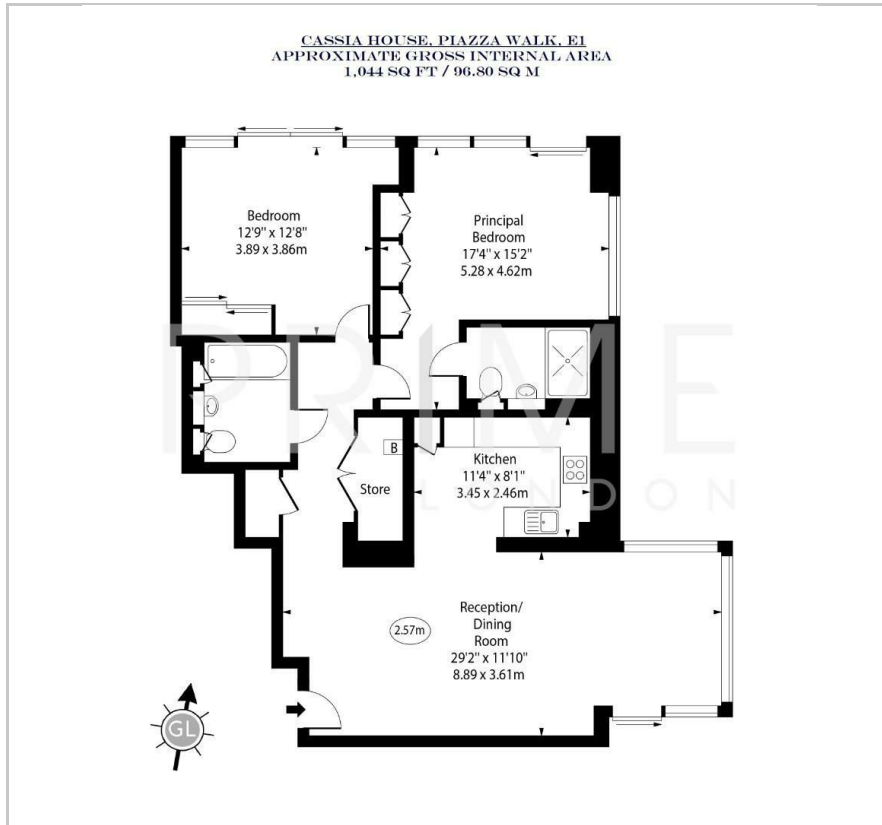 CASSIA HOUSE, PIAZZA WALK, E1
APPROXIMATE GROSS INTERNAL AREA
1,044 SQ FT / 96.80 SQ M
Bedroom
12'9" x 12'8"
3.89 x 3.86m
Principal
Bedroom
17'4" x 15'2"
5.28 x 4.62m
PRIME
LONDON
B
Store
Kitchen
11'4" x 8'1"
3.45 x 2.46m
2.57m
Reception/
Dining
Room
29'2" x 11'10"
8.89 x 3.61m
GL